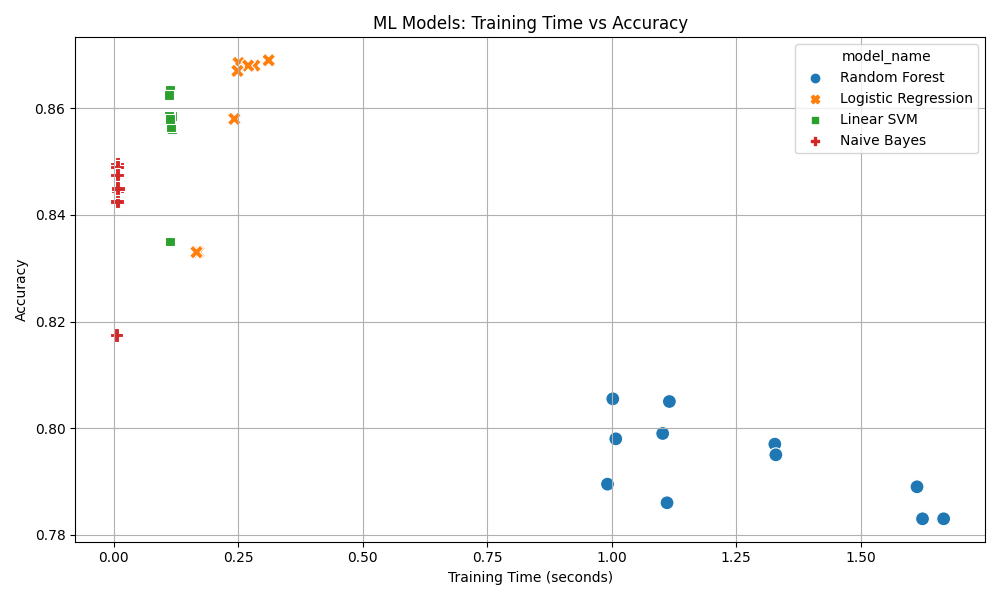 ML Models: Training Time vs Accuracy
model_name
Random Forest
Logistic Regression
Linear SVM
Naive Bayes
0.86
0.84
0.82
0.80
0.78
Accuracy
0.00 0.25 0.50 0.75 1.00 1.25 1.50
Training Time (seconds)